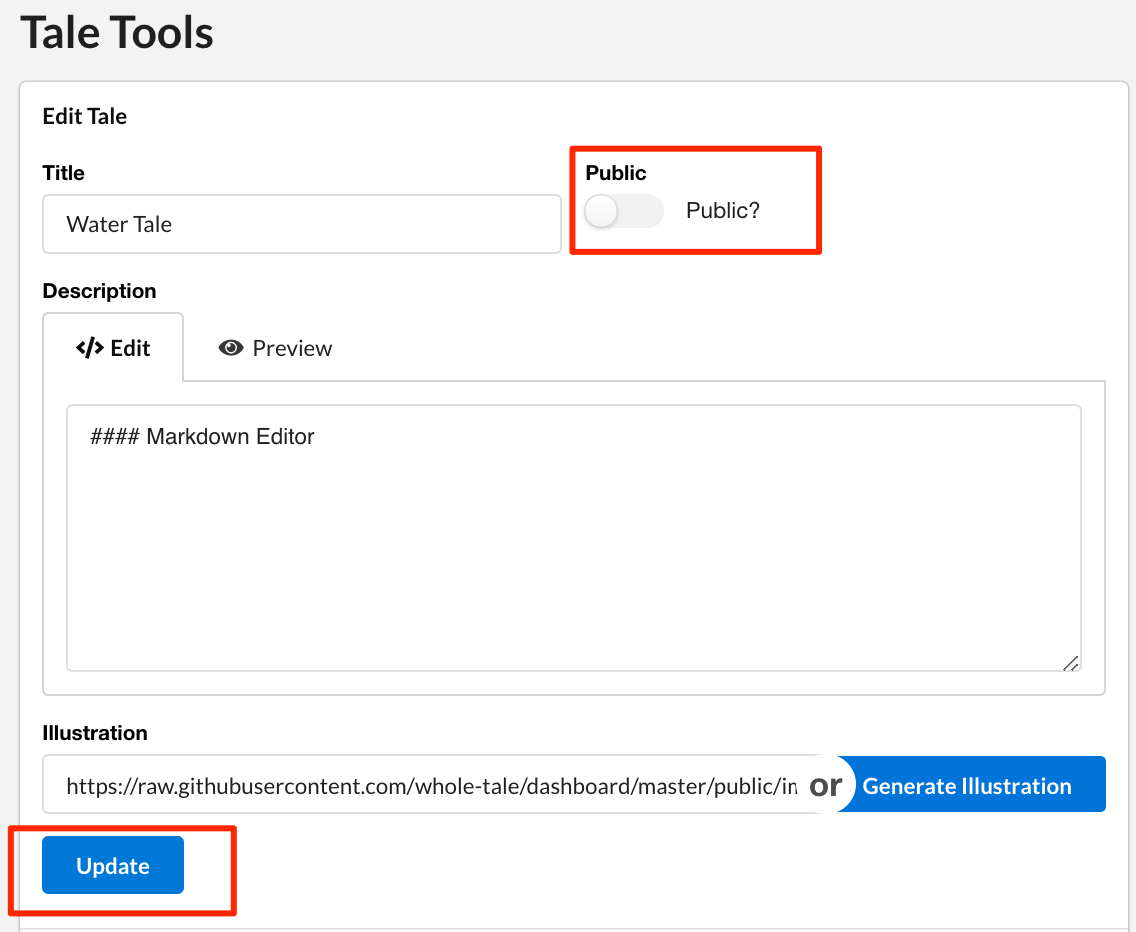 Tale Tools
Edit Tale
Title
Public
Water Tale
Public?
Description
</> Edit
Preview
#### Markdown Editor
Illustration
https://raw.githubusercontent.com/whole-tale/dashboard/master/public/in
or
Generate Illustration
Update